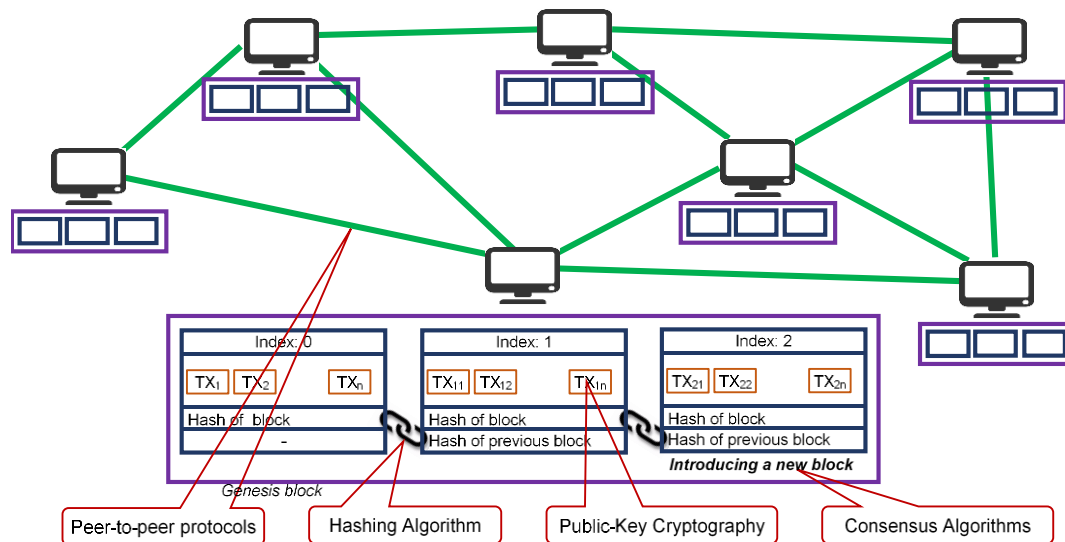 Index: 0
Index: 1
Index: 2
TX1 TX2 TXn
TX11 TX12 TX1n
TX21 TX22 TX2n
Hash of block
Hash of block
Hash of block
-
Hash of previous block
Hash of previous block
Introducing a new block
Genesis block
Peer-to-peer protocols
Hashing Algorithm
Public-Key Cryptography
Consensus Algorithms